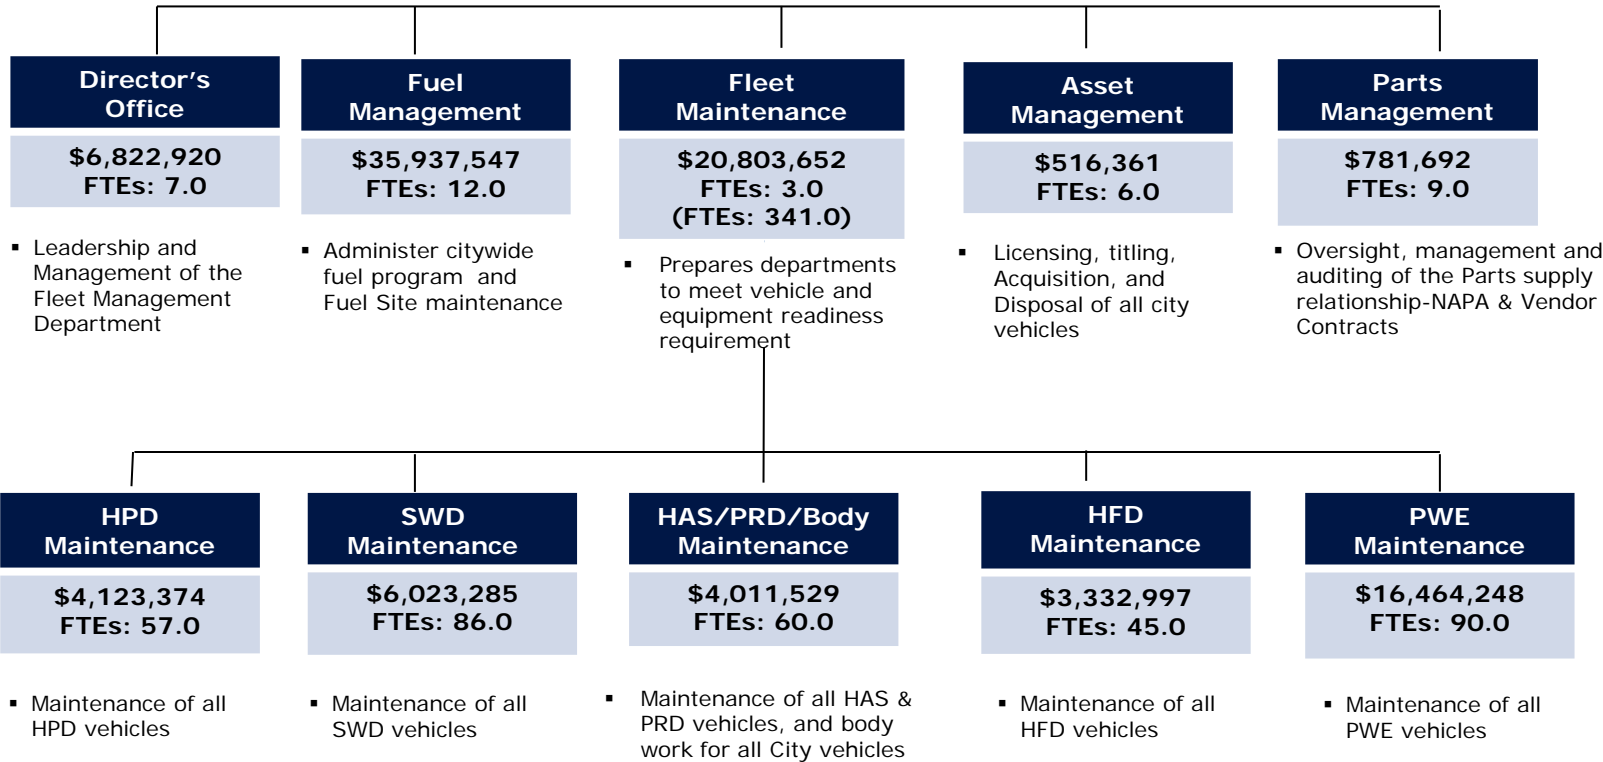 Director's
Office
$6,822,920
FTEs: 7.0
▪ Leadership and
Management of the
Fleet Management
Department
Fuel
Management
$35,937,547
FTEs: 12.0
▪ Administer citywide
fuel program and
Fuel Site maintenance
Fleet
Maintenance
$20,803,652
FTEs: 3.0
(FTEs: 341.0)
▪ Prepares departments
to meet vehicle and
equipment readiness
requirement
Asset
Management
$516,361
FTEs: 6.0
▪ Licensing, titling,
Acquisition, and
Disposal of all city
vehicles
Parts
Management
$781,692
FTEs: 9.0
▪ Oversight, management and
auditing of the Parts supply
relationship-NAPA & Vendor
Contracts
HPD
Maintenance
$4,123,374
FTEs: 57.0
▪ Maintenance of all
HPD vehicles
SWD
Maintenance
$6,023,285
FTEs: 86.0
▪ Maintenance of all
SWD vehicles
HAS/PRD/Body
Maintenance
$4,011,529
FTEs: 60.0
▪ Maintenance of all HAS &
PRD vehicles, and body
work for all City vehicles
HFD
Maintenance
$3,332,997
FTEs: 45.0
▪ Maintenance of all
HFD vehicles
PWE
Maintenance
$16,464,248
FTEs: 90.0
▪ Maintenance of all
PWE vehicles